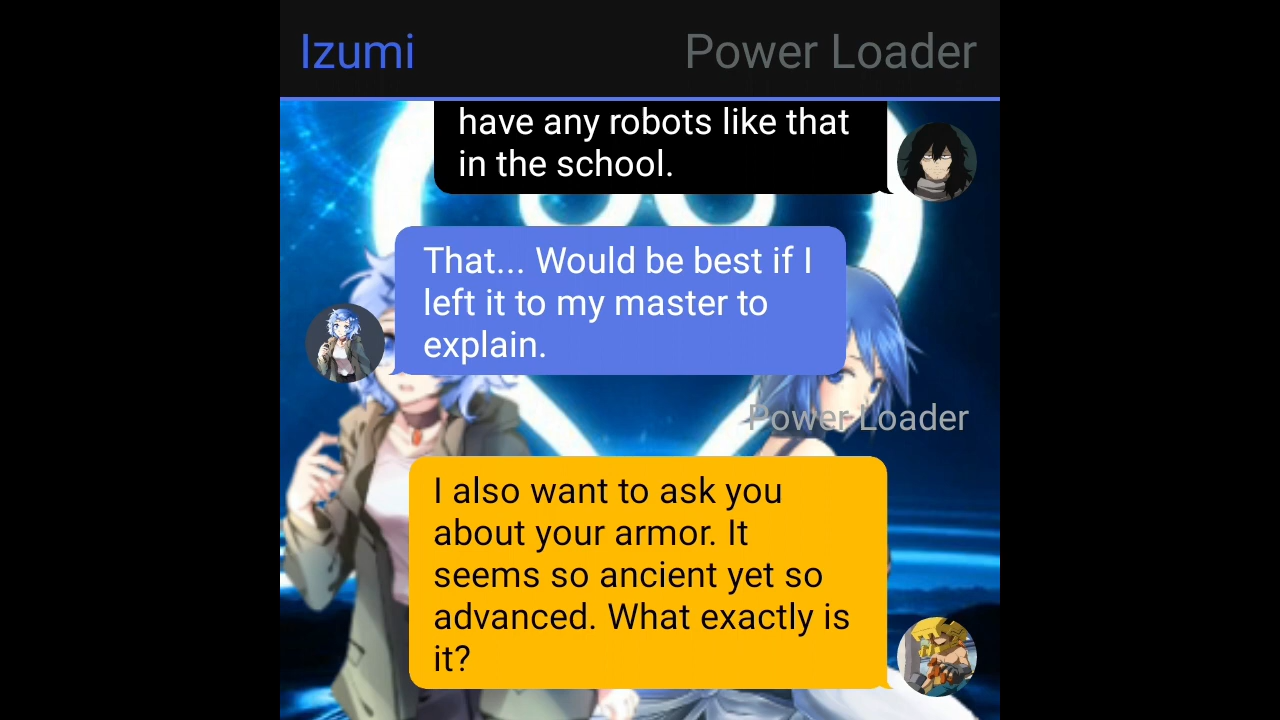 Izumi
Power Loader
have any robots like that
in the school.
That... Would be best if I
left it to my master to
explain.
Power Loader
I also want to ask you
about your armor. It
seems so ancient yet so
advanced. What exactly is
it?